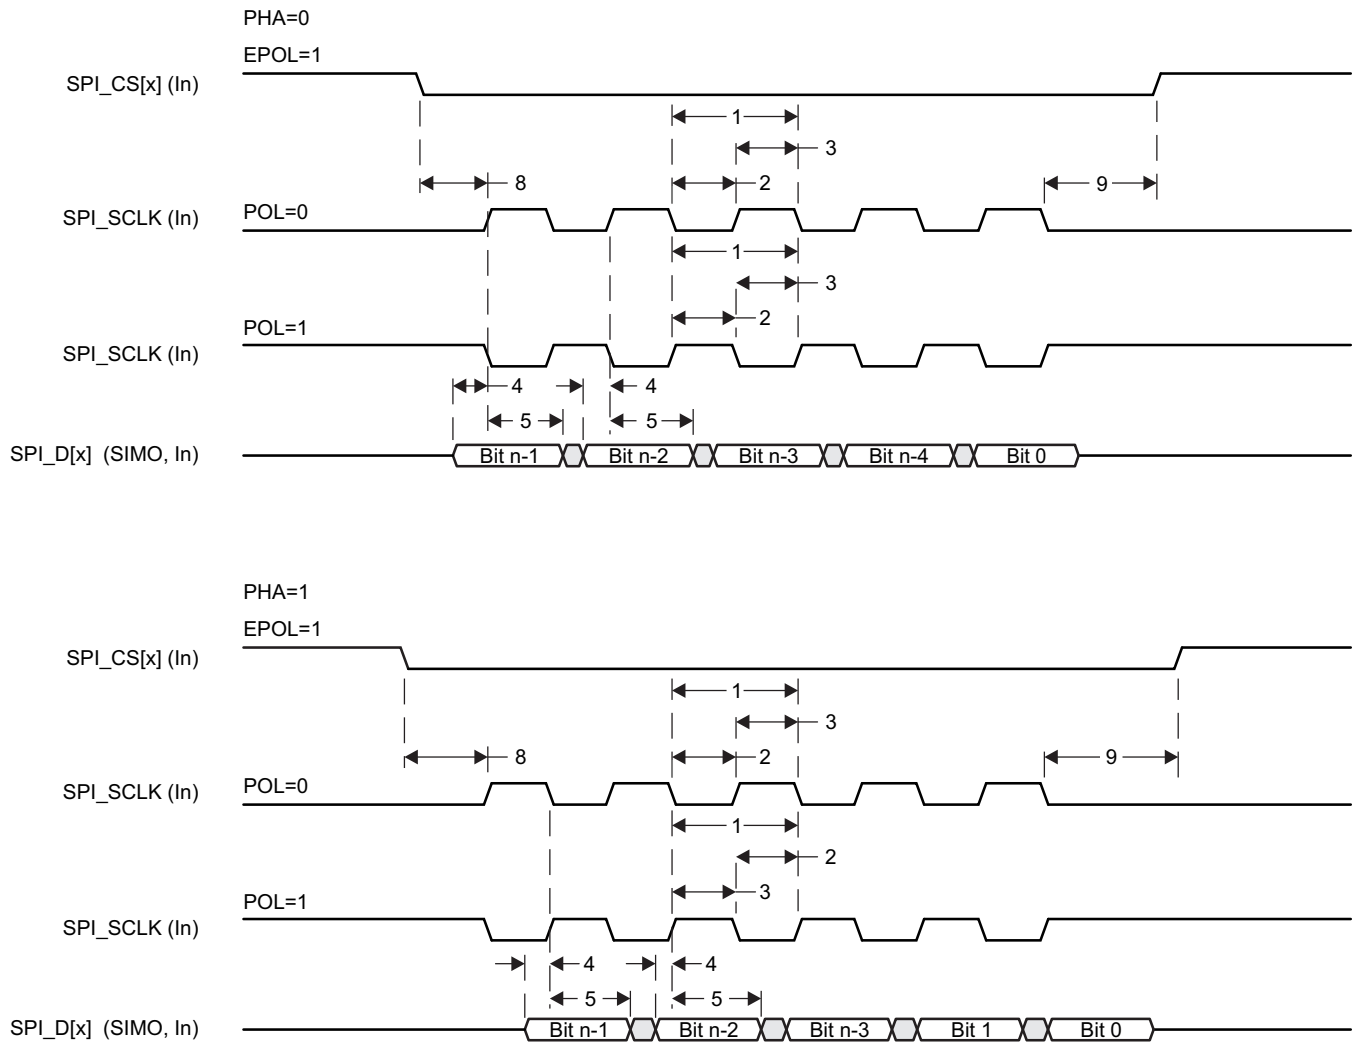 PHA=0
EPOL=1
SPI_CS[x] (In)
1
3
8
2
9
SPI_SCLK (In)
POL=0
1
3
2
POL=1
SPI_SCLK (In)
4
4
5
5
SPI_D[x] (SIMO, In)
Bit n-1
Bit n-2
Bit n-3
Bit n-4
Bit 0
PHA=1
EPOL=1
SPI_CS[x] (In)
1
3
8
2
9
SPI_SCLK (In)
POL=0
1
2
3
POL=1
SPI_SCLK (In)
4
4
5
5
SPI_D[x] (SIMO, In)
Bit n-1
Bit n-2
Bit n-3
Bit 1
Bit 0